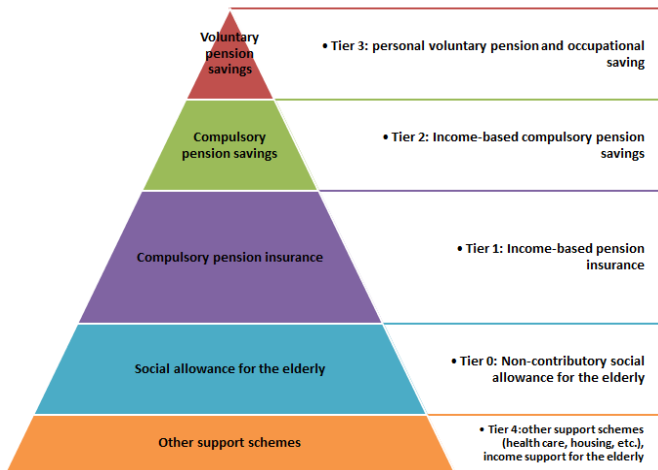 Voluntary
pension
savings
• Tier 3: personal voluntary pension and occupational
saving
Compulsory
pension savings
• Tier 2: Income-based compulsory pension
savings
Compulsory pension insurance
• Tier 1: Income-based pension
insurance
Social allowance for the elderly
• Tier 0: Non-contributory social
allowance for the elderly
Other support schemes
• Tier 4:other support schemes
(health care, housing, etc.),
income support for the elderly